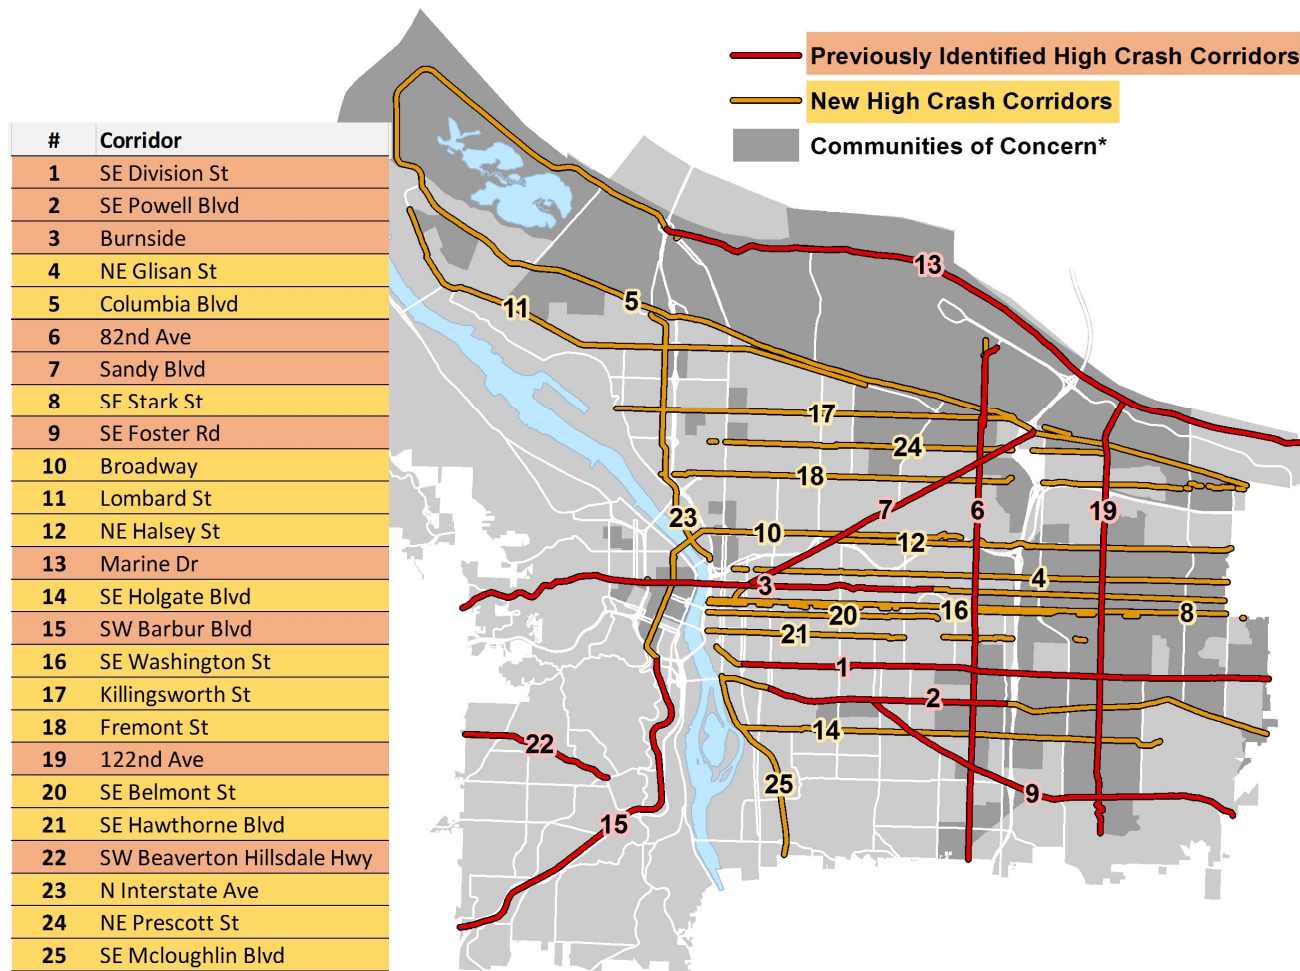 Previously Identified High Crash Corridors
New High Crash Corridors
Communities of Concern*
# Corridor
1 SE Division St
2 SE Powell Blvd
3 Burnside
4 NE Glisan St
5 Columbia Blvd
6 82nd Ave
7 Sandy Blvd
8 SE Stark St
9 SE Foster Rd
10 Broadway
11 Lombard St
12 NE Halsey St
13 Marine Dr
14 SE Holgate Blvd
15 SW Barbur Blvd
16 SE Washington St
17 Killingsworth St
18 Fremont St
19 122nd Ave
20 SE Belmont St
21 SE Hawthorne Blvd
22 SW Beaverton Hillsdale Hwy
23 N Interstate Ave
24 NE Prescott St
25 SE Mcloughlin Blvd
13
5
11
17
24
18
7
6
19
23
10
12
4
3
16
8
20
21
1
2
14
22
25
9
15